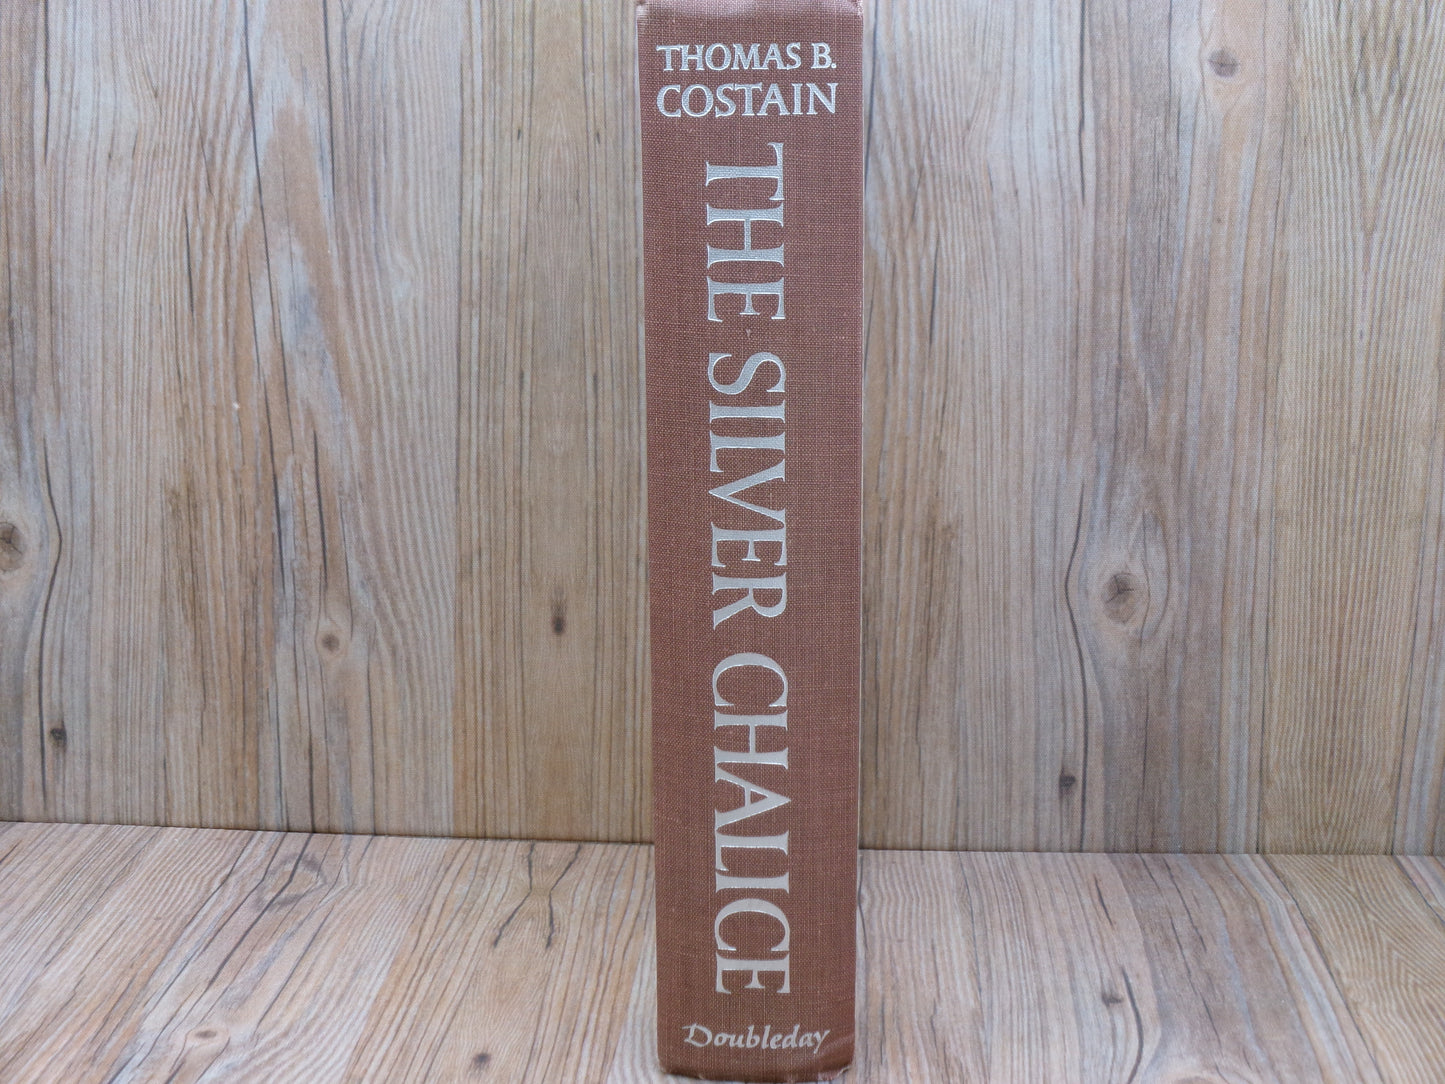 THOMAS B.
COSTAIN
THE SILVER CHALICE
Doubleday